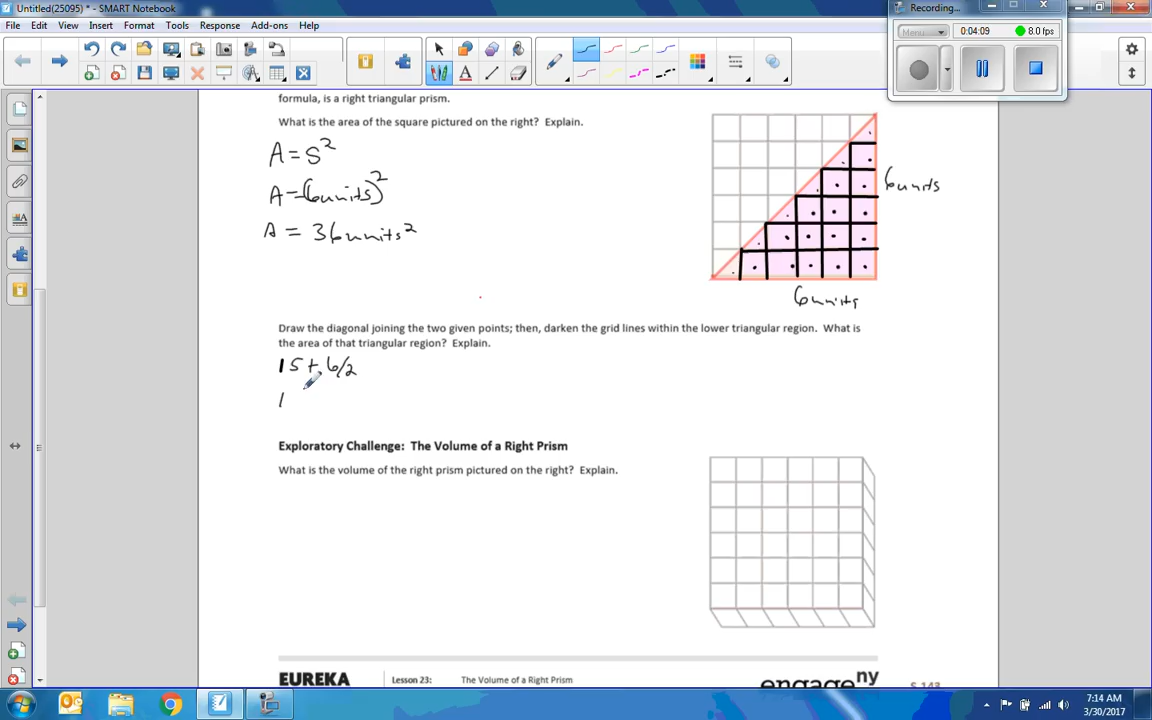 Untitled(25095) * - SMART Notebook
File Edit View Insert Format Tools Response Add-ons Help
Recording...
Menu
0:04:09
8.0 fps
formula, is a right triangular prism.
What is the area of the square pictured on the right?  Explain.
A = S²
A = (6units)²
A = 36units²
6units
6units
Draw the diagonal joining the two given points; then, darken the grid lines within the lower triangular region.  What is
the area of that triangular region?  Explain.
15 + 6/2
1
Exploratory Challenge:  The Volume of a Right Prism
What is the volume of the right prism pictured on the right?  Explain.
EUREKA
Lesson 23:
The Volume of a Right Prism
engage ny
S.143
7:14 AM
3/30/2017